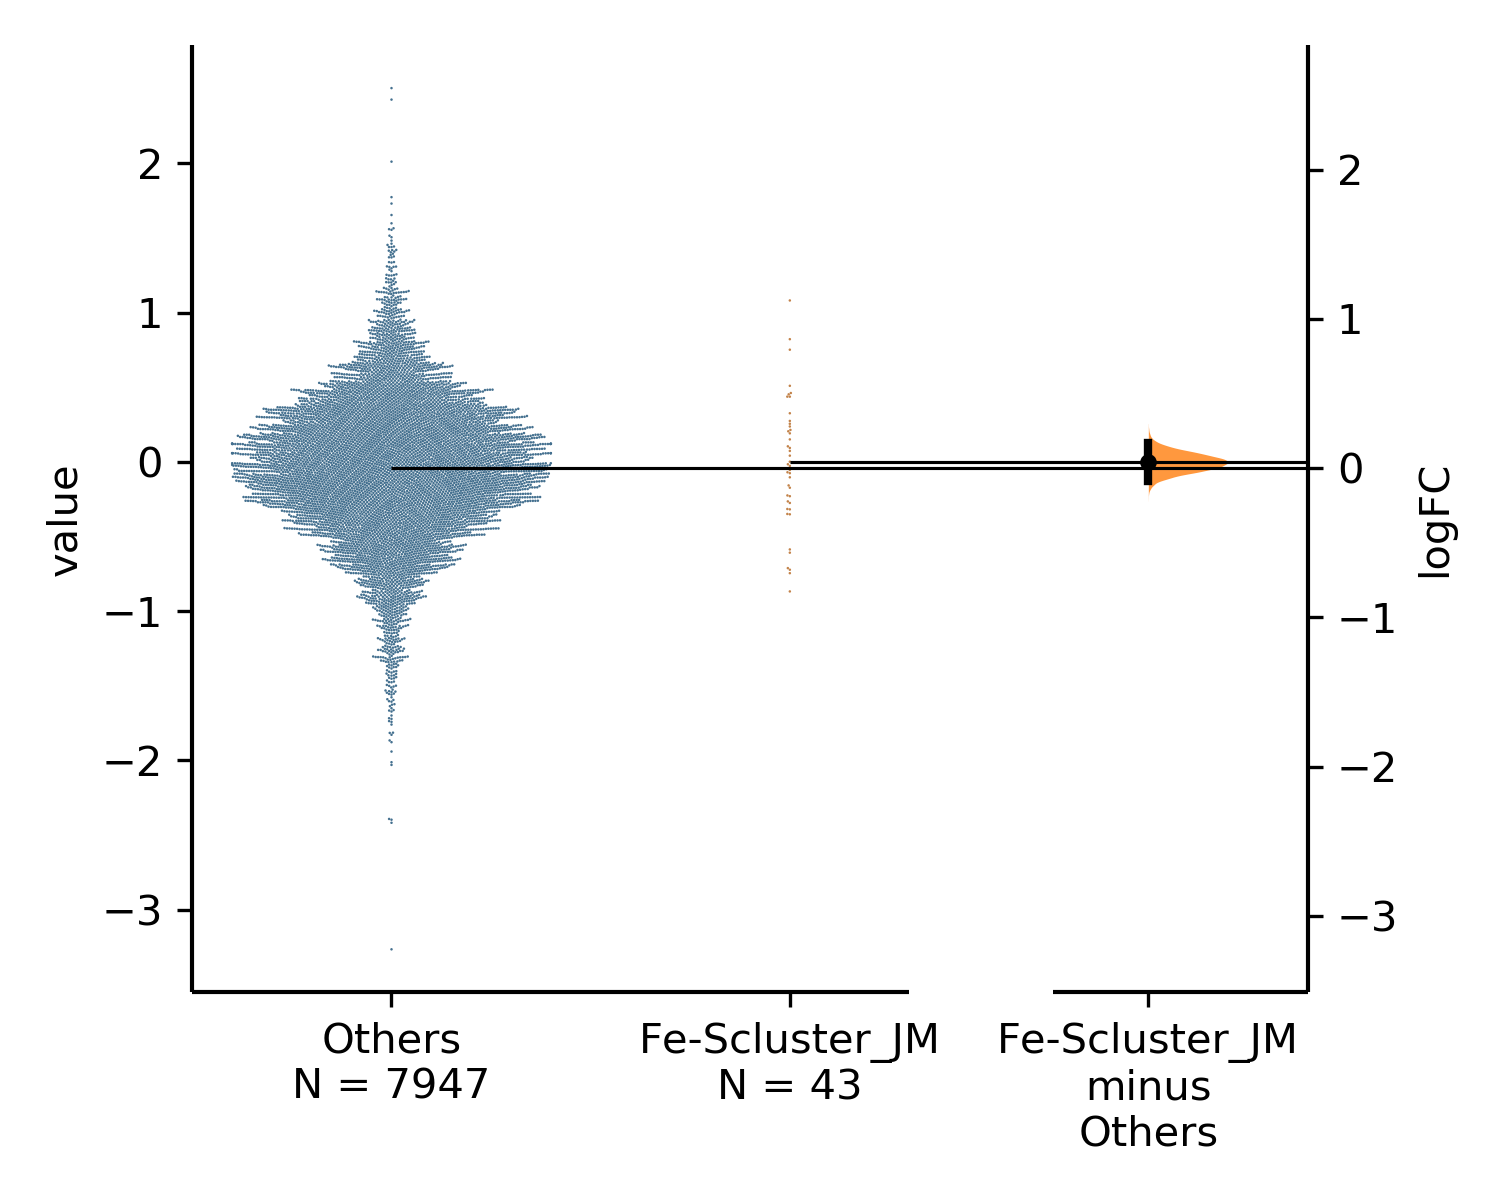 2
1
0
−1
−2
−3
value
2
1
0
−1
−2
−3
logFC
Others
N = 7947
Fe-Scluster_JM
N = 43
Fe-Scluster_JM
minus
Others